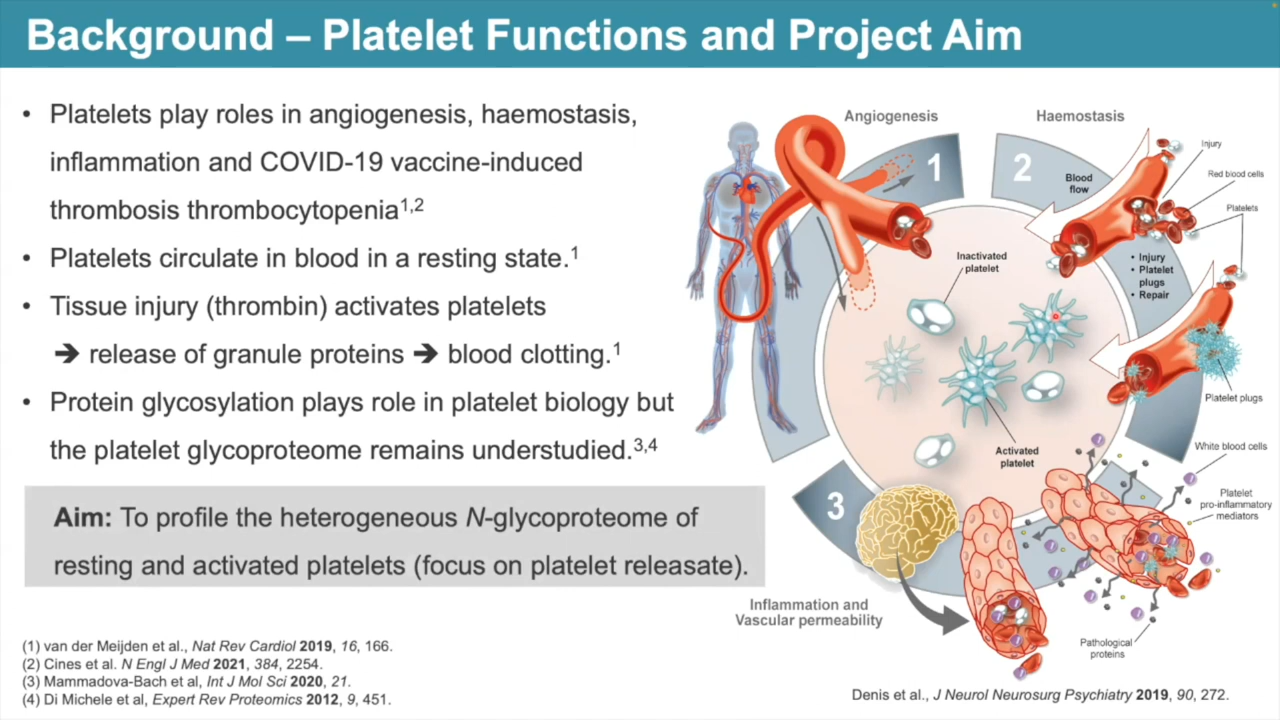 Background – Platelet Functions and Project Aim
• Platelets play roles in angiogenesis, haemostasis,
inflammation and COVID-19 vaccine-induced
thrombosis thrombocytopenia1,2
• Platelets circulate in blood in a resting state.1
• Tissue injury (thrombin) activates platelets
➔ release of granule proteins ➔ blood clotting.1
• Protein glycosylation plays role in platelet biology but
the platelet glycoproteome remains understudied.3,4
Aim: To profile the heterogeneous N-glycoproteome of
resting and activated platelets (focus on platelet releasate).
(1) van der Meijden et al., Nat Rev Cardiol 2019, 16, 166.
(2) Cines et al. N Engl J Med 2021, 384, 2254.
(3) Mammadova-Bach et al, Int J Mol Sci 2020, 21.
(4) Di Michele et al, Expert Rev Proteomics 2012, 9, 451.
Angiogenesis
1
Haemostasis
2
Blood
flow
Injury
Red blood cells
Platelets
• Injury
• Platelet
plugs
• Repair
Inactivated
platelet
Activated
platelet
Platelet plugs
White blood cells
Platelet
pro-inflammatory
mediators
3
Inflammation and
Vascular permeability
Pathological
proteins
Denis et al., J Neurol Neurosurg Psychiatry 2019, 90, 272.